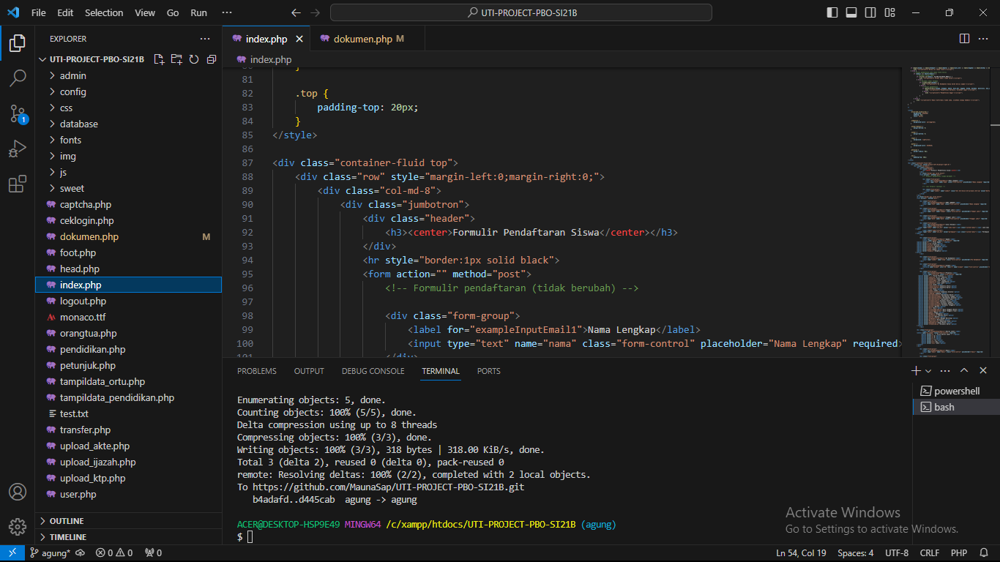 File Edit Selection View Go Run ··· UTI-PROJECT-PBO-SI21B
EXPLORER
UTI-PROJECT-PBO-SI21B
admin
config
css
database
fonts
img
js
sweet
captcha.php
ceklogin.php
dokumen.php M
foot.php
head.php
index.php
logout.php
monaco.ttf
orangtua.php
pendidikan.php
petunjuk.php
tampildata_ortu.php
tampildata_pendidikan.php
test.txt
transfer.php
upload_akte.php
upload_ijazah.php
upload_ktp.php
user.php
OUTLINE
TIMELINE
1
index.php dokumen.php M
index.php
81
82 .top {
83 padding-top: 20px;
84 }
85 </style>
86
87 <div class="container-fluid top">
88 <div class="row" style="margin-left:0;margin-right:0;">
89 <div class="col-md-8">
90 <div class="jumbotron">
91 <div class="header">
92 <h3><center>Formulir Pendaftaran Siswa</center></h3>
93 </div>
94 <hr style="border:1px solid black">
95 <form action="" method="post">
96 <!-- Formulir pendaftaran (tidak berubah) -->
97
98 <div class="form-group">
99 <label for="exampleInputEmail1">Nama Lengkap</label>
100 <input type="text" name="nama" class="form-control" placeholder="Nama Lengkap" required>
PROBLEMS OUTPUT DEBUG CONSOLE TERMINAL PORTS
powershell
bash
Enumerating objects: 5, done.
Counting objects: 100% (5/5), done.
Delta compression using up to 8 threads
Compressing objects: 100% (3/3), done.
Writing objects: 100% (3/3), 318 bytes | 318.00 KiB/s, done.
Total 3 (delta 2), reused 0 (delta 0), pack-reused 0
remote: Resolving deltas: 100% (2/2), completed with 2 local objects.
To https://github.com/MaunaSap/UTI-PROJECT-PBO-SI21B.git
b4adafd..d445cab agung -> agung
ACER@DESKTOP-HSP9E49 MINGW64 /c/xampp/htdocs/UTI-PROJECT-PBO-SI21B (agung)
$
Activate Windows
Go to Settings to activate Windows.
agung* 0 0 0 Ln 54, Col 19 Spaces: 4 UTF-8 CRLF PHP